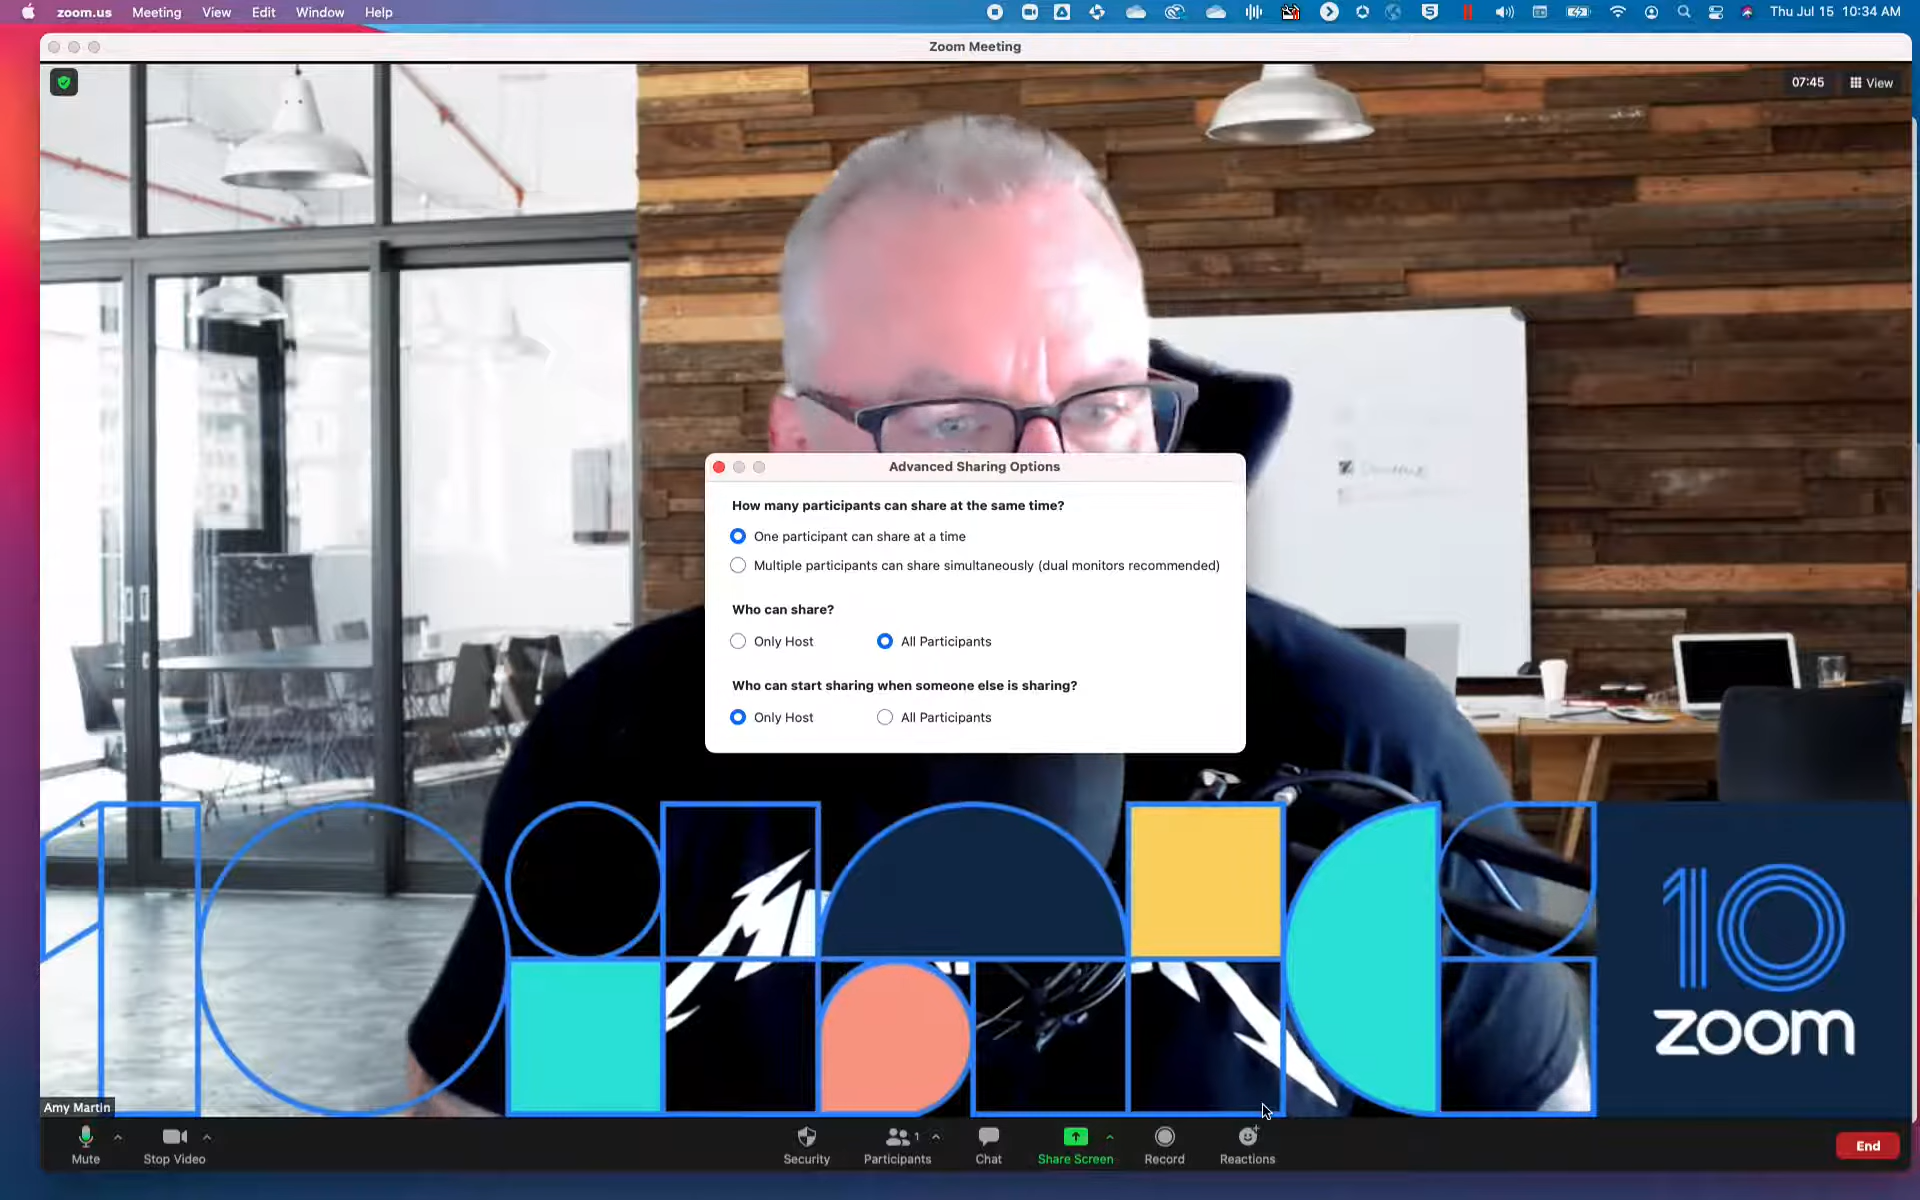 zoom.us Meeting View Edit Window Help
Thu Jul 15 10:34 AM
Zoom Meeting
07:45 View
Advanced Sharing Options
How many participants can share at the same time?
One participant can share at a time
Multiple participants can share simultaneously (dual monitors recommended)
Who can share?
Only Host All Participants
Who can start sharing when someone else is sharing?
Only Host All Participants
10
zoom
Amy Martin
Mute Stop Video Security Participants 1 Chat Share Screen Record Reactions End